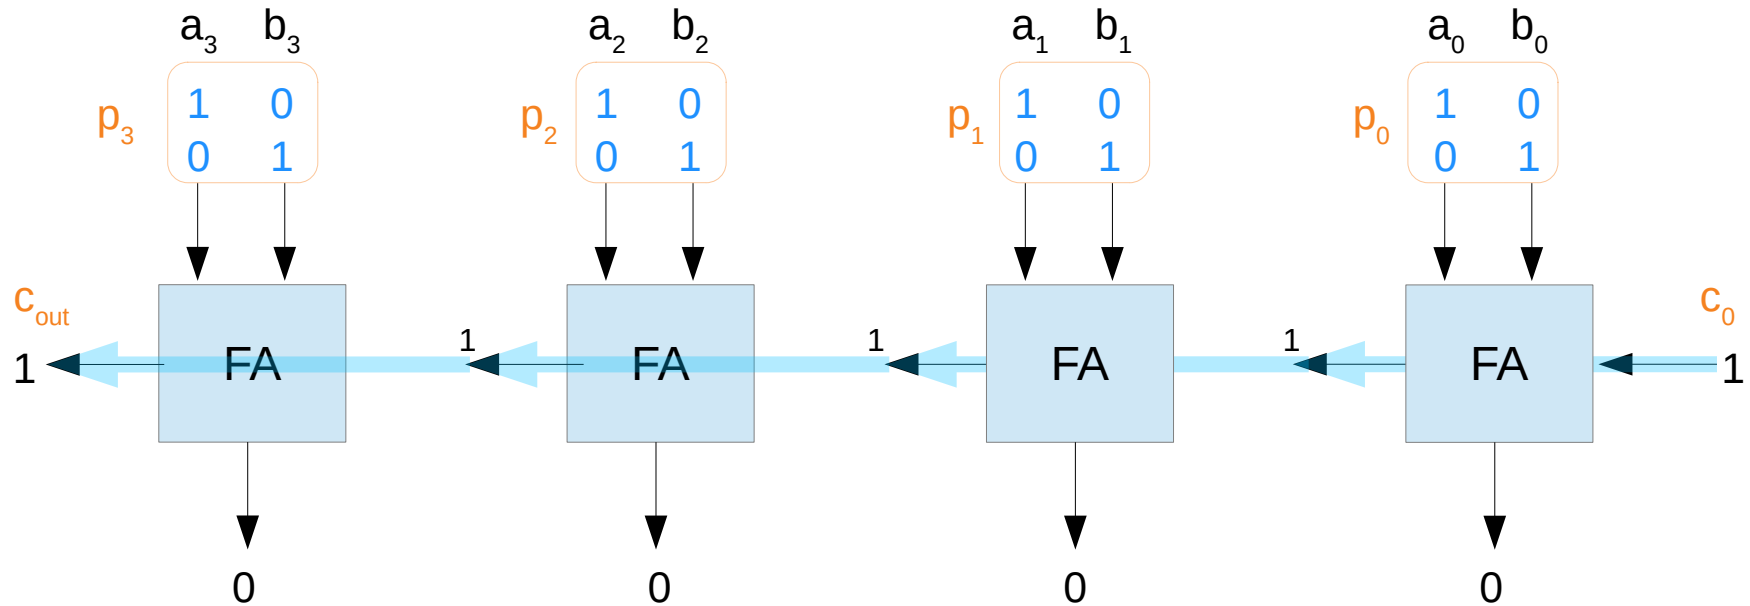 a3 b3 a2 b2 a1 b1 a0 b0
p3 1 0 p2 1 0 p1 1 0 p0 1 0
0 1 0 1 0 1 0 1
cout c0
1 FA 1 FA 1 FA 1 FA 1
0 0 0 0